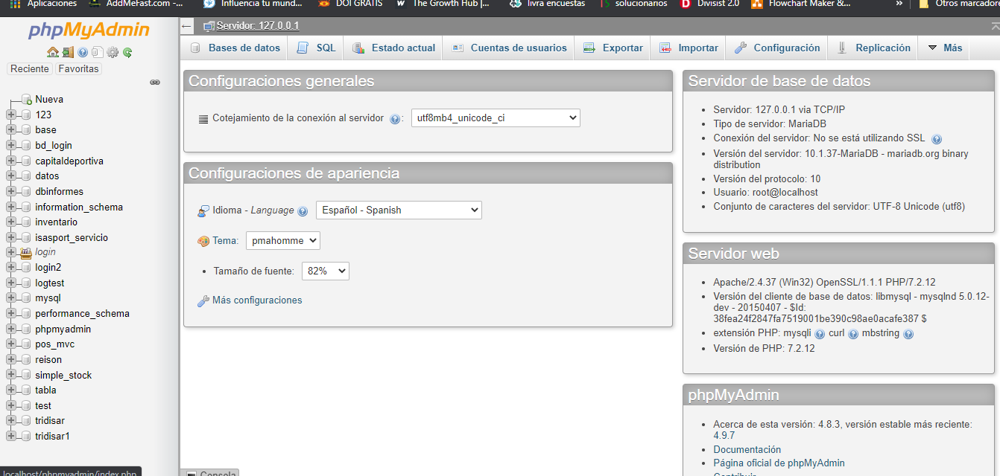 Aplicaciones AddMeFast.com -... Influencia tu mund... DOI GRATIS The Growth Hub |... livra encuestas solucionarios Divisist 2.0 Flowchart Maker &... » Otros marcadore
phpMyAdmin
Reciente Favoritas
Nueva
123
base
bd_login
capitaldeportiva
datos
dbinformes
information_schema
inventario
isasport_servicio
login
login2
logtest
mysql
performance_schema
phpmyadmin
pos_mvc
reison
simple_stock
tabla
test
tridisar
tridisar1
localhost/phpmyadmin/index.php
Servidor: 127.0.0.1
Bases de datos SQL Estado actual Cuentas de usuarios Exportar Importar Configuración Replicación Más
Configuraciones generales
Cotejamiento de la conexión al servidor : utf8mb4_unicode_ci
Configuraciones de apariencia
Idioma - Language Español - Spanish
Tema: pmahomme
• Tamaño de fuente: 82%
Más configuraciones
Consola
Servidor de base de datos
• Servidor: 127.0.0.1 via TCP/IP
• Tipo de servidor: MariaDB
• Conexión del servidor: No se está utilizando SSL
• Versión del servidor: 10.1.37-MariaDB - mariadb.org binary
distribution
• Versión del protocolo: 10
• Usuario: root@localhost
• Conjunto de caracteres del servidor: UTF-8 Unicode (utf8)
Servidor web
• Apache/2.4.37 (Win32) OpenSSL/1.1.1 PHP/7.2.12
• Versión del cliente de base de datos: libmysql - mysqlnd 5.0.12-
dev - 20150407 - $Id:
38fea24f2847fa7519001be390c98ae0acafe387 $
• extensión PHP: mysqli curl mbstring
• Versión de PHP: 7.2.12
phpMyAdmin
• Acerca de esta versión: 4.8.3, versión estable más reciente:
4.9.7
• Documentación
• Página oficial de phpMyAdmin
• Contribuir